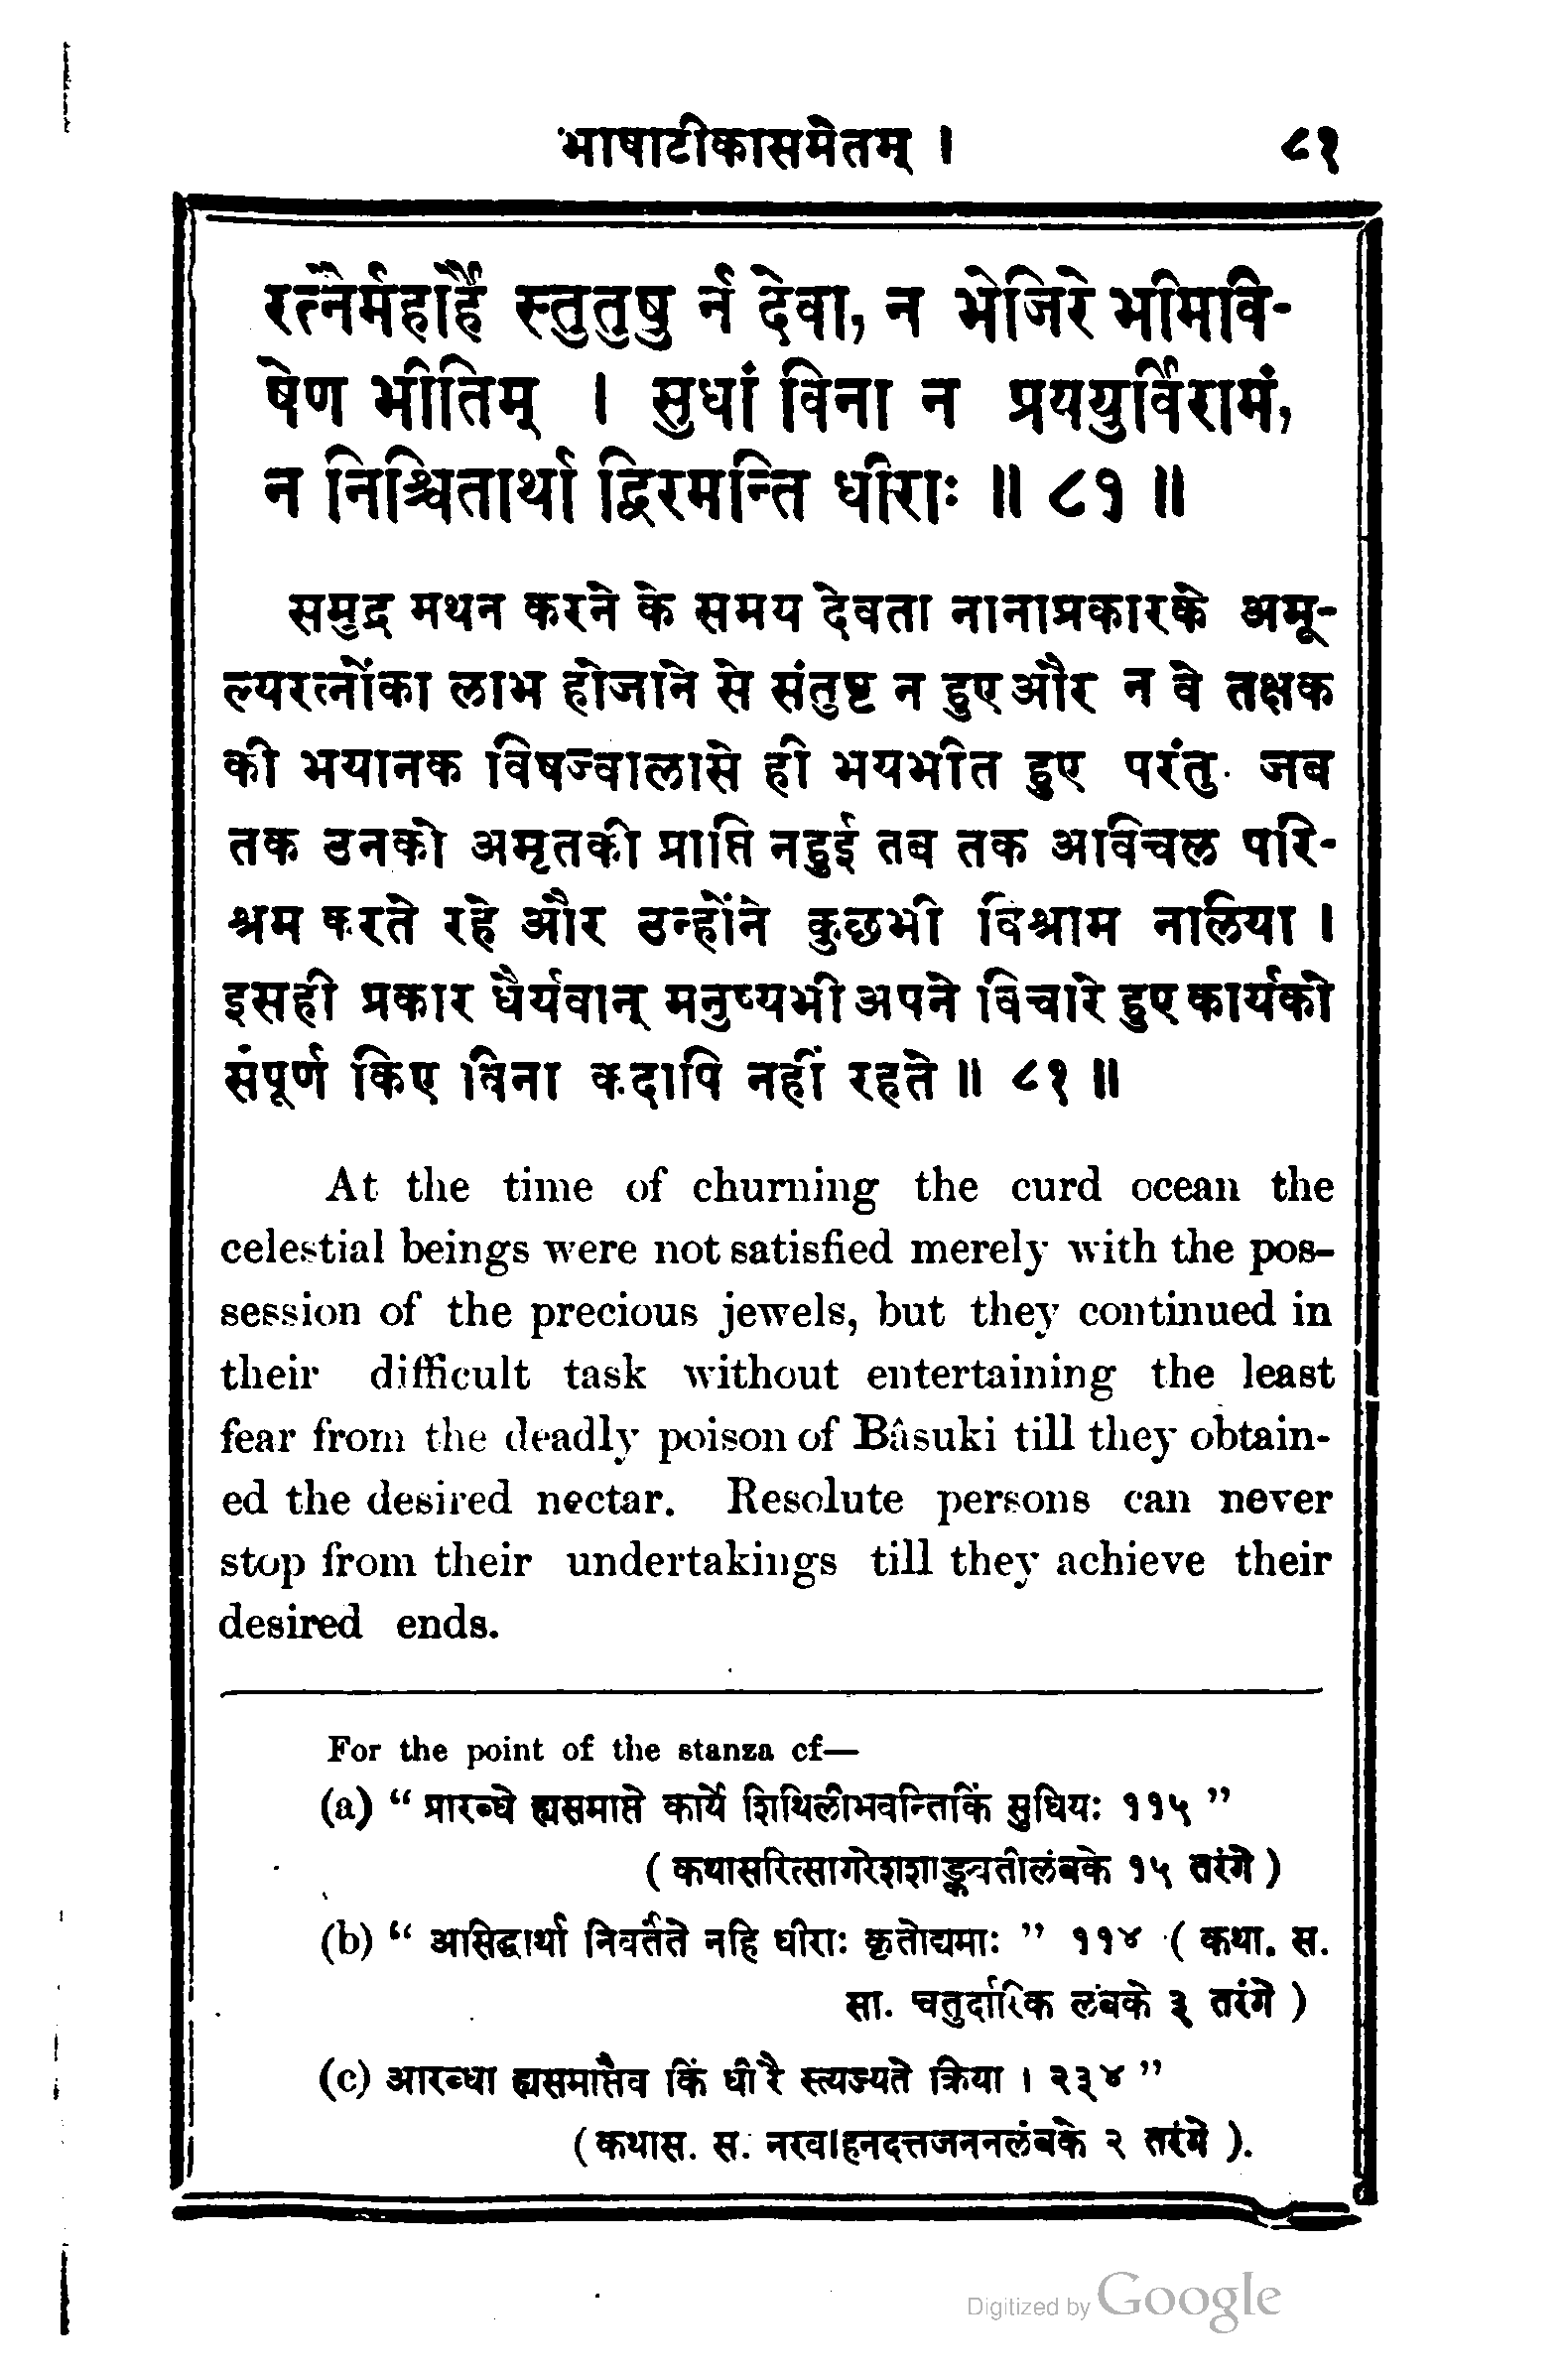 भाषाटीकासमेतम् । ८१
रत्नैर्महार्है स्तुतुषु र्न देवा, न भेजिरे भीमवि-
षेण भीतिम् । सुधां विना न प्रययुर्विरामं,
न निश्चितार्था द्विरमन्ति धीराः ॥ ८१ ॥
समुद्र मथन करने के समय देवता नानाप्रकारके अमू-
ल्यरत्नोंका लाभ होजाने से संतुष्ट न हुए और न वे तक्षक
की भयानक विषज्वालासे ही भयभीत हुए परंतु जब
तक उनको अमृतकी प्राप्ति नहुई तब तक अविचल परि-
श्रम करते रहे और उन्होंने कुछभी विश्राम नालिया ।
इसही प्रकार धैर्यवान् मनुष्यभी अपने विचारे हुए कार्यको
संपूर्ण किए विना कदापि नहीं रहते ॥ ८१ ॥
At the time of churning the curd ocean the
celestial beings were not satisfied merely with the pos-
session of the precious jewels, but they continued in
their difficult task without entertaining the least
fear from the deadly poison of Bâsuki till they obtain-
ed the desired nectar. Resolute persons can never
stop from their undertakings till they achieve their
desired ends.
For the point of the stanza cf—
(a) “ प्रारब्धे ह्यसमाप्ते कार्ये शिथिलीभवन्तिकिं सुधियः ११५ ”
( कथासरित्सागरेशशाङ्कवतीलंबके १५ तरंगे )
(b) “ आसिद्धार्था निवर्तते नहि धीराः कृतोद्यमाः ” ११४ ( कथा. स.
सा. चतुर्दारिक लंबके ३ तरंगे )
(c) आरब्धा ह्यसमाप्तैव किं धीरै स्त्यज्यते क्रिया । २३४ ”
( कथास. स. नरवाहनदत्तजननलंबके २ तरंगे ).
Digitized by Google